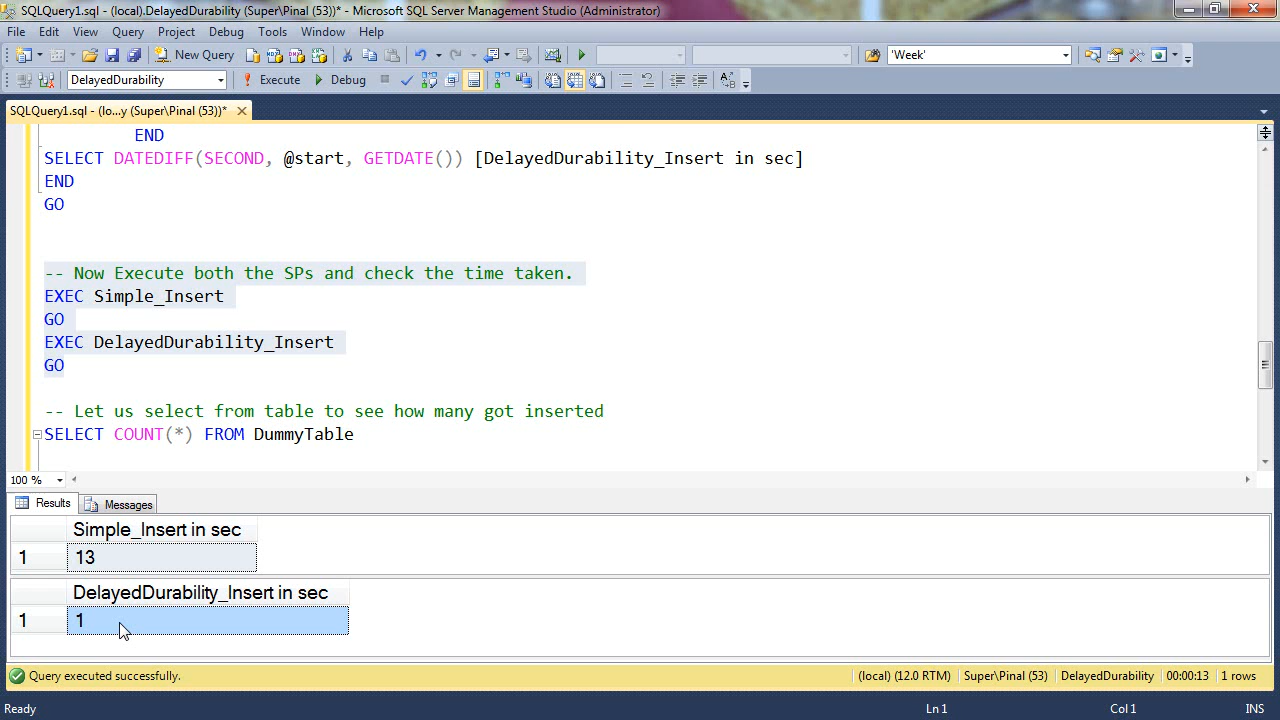 SQLQuery1.sql - (local).DelayedDurability (Super\Pinal (53))* - Microsoft SQL Server Management Studio (Administrator)
File Edit View Query Project Debug Tools Window Help
New Query 'Week'
DelayedDurability Execute Debug
SQLQuery1.sql - (lo...y (Super\Pinal (53))*
END
SELECT DATEDIFF(SECOND, @start, GETDATE()) [DelayedDurability_Insert in sec]
END
GO
-- Now Execute both the SPs and check the time taken.
EXEC Simple_Insert
GO
EXEC DelayedDurability_Insert
GO
-- Let us select from table to see how many got inserted
SELECT COUNT(*) FROM DummyTable
100 %
Results Messages
Simple_Insert in sec
1 13
DelayedDurability_Insert in sec
1 1
Query executed successfully. (local) (12.0 RTM) Super\Pinal (53) DelayedDurability 00:00:13 1 rows
Ready Ln 1 Col 1 INS